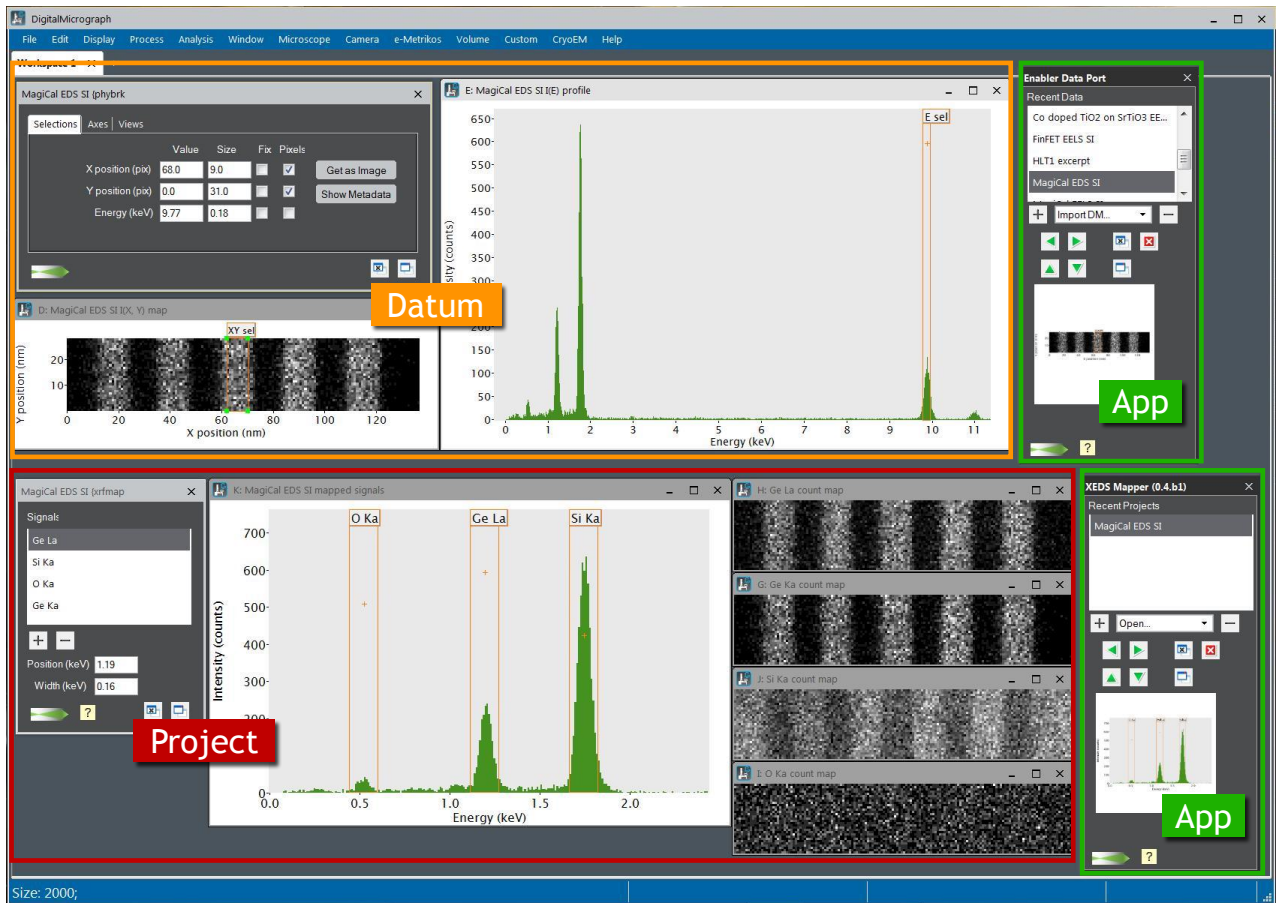 DigitalMicrograph
File Edit Display Process Analysis Window Microscope Camera e-Metrikos Volume Custom CryoEM Help
Workspace 1
MagiCal EDS SI (phybrk
Selections Axes Views
Value Size Fix Pixels
X position (pix) 68.0 9.0 Get as Image
Y position (pix) 0.0 31.0 Show Metadata
Energy (keV) 9.77 0.18
Datum
D: MagiCal EDS SI I(X, Y) map
XY sel
Y position (nm)
20
10
0 20 40 60 80 100 120
X position (nm)
E: MagiCal EDS SI I(E) profile
E sel
650
600
550
500
450
400
350
300
200
150
100
50
0
(counts)
0 1 2 3 4 5 6 7 8 9 10 11
Energy (keV)
Enabler Data Port
Recent Data
Co doped TiO2 on SrTiO3 EE...
FinFET EELS SI
HLT1 excerpt
MagiCal EDS SI
+ Import DM... −
App
?
MagiCal EDS SI (xrfmap
Signals
Ge La
Si Ka
O Ka
Ge Ka
+ −
Position (keV) 1.19
Width (keV) 0.16
?
Project
K: MagiCal EDS SI mapped signals
O Ka Ge La Si Ka
700
600
500
400
300
200
0
Intensity (counts)
0.0 0.5 1.0 1.5 2.0
Energy (keV)
H: Ge La count map
G: Ge Ka count map
J: Si Ka count map
I: O Ka count map
XEDS Mapper (0.4.b1)
Recent Projects
MagiCal EDS SI
+ Open... −
App
?
Size: 2000;